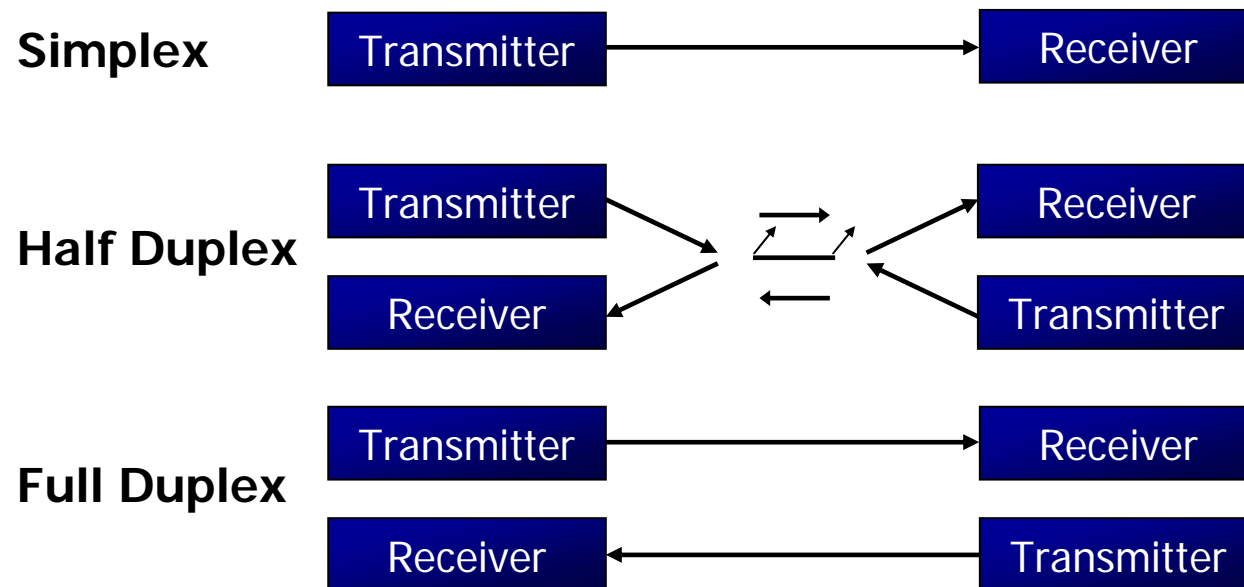 Simplex
Transmitter
Receiver
Half Duplex
Transmitter
Receiver
Receiver
Transmitter
Full Duplex
Transmitter
Receiver
Receiver
Transmitter